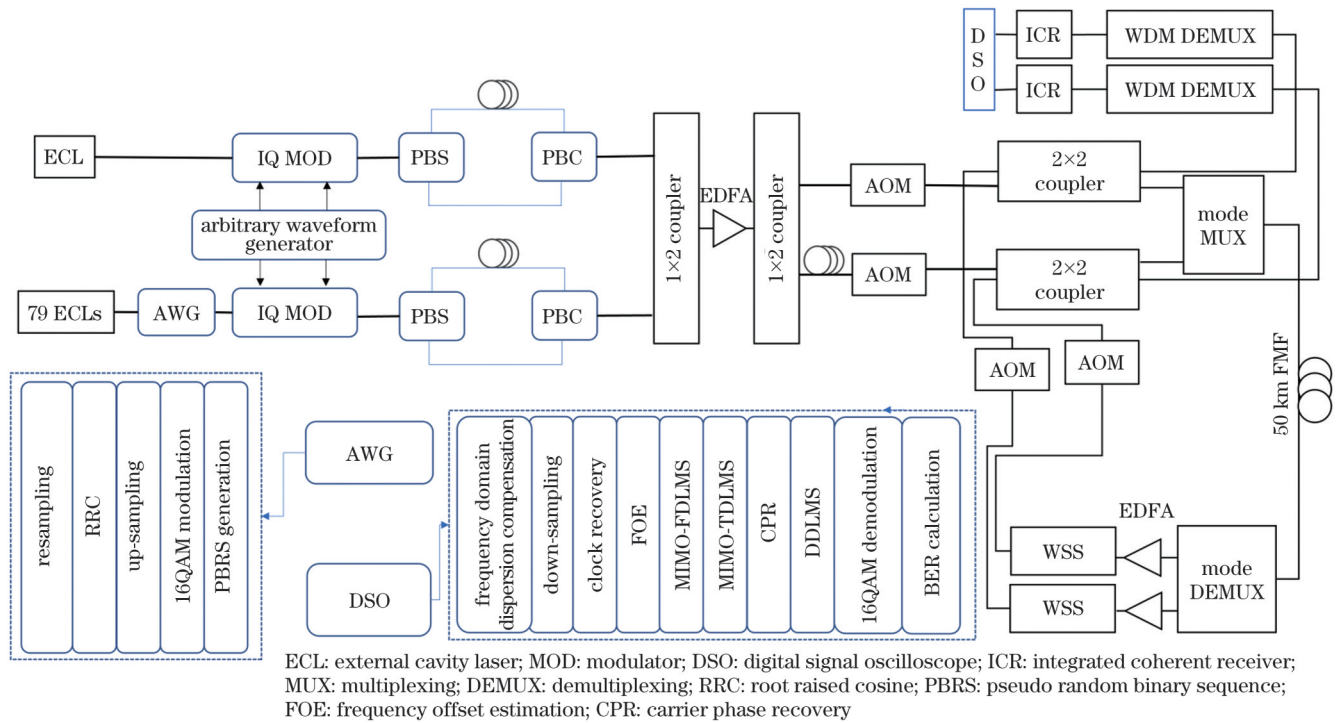 D
S
O
ICR
WDM DEMUX
ICR
WDM DEMUX
ECL
IQ MOD
PBS
PBC
arbitrary waveform
generator
79 ECLs
AWG
IQ MOD
PBS
PBC
1×2 coupler
EDFA
1×2 coupler
AOM
AOM
2×2
coupler
2×2
coupler
mode
MUX
AOM
AOM
50 km FMF
EDFA
WSS
WSS
mode
DEMUX
resampling
RRC
up-sampling
16QAM modulation
PBRS generation
AWG
DSO
frequency domain
dispersion compensation
down-sampling
clock recovery
FOE
MIMO-FDLMS
MIMO-TDLMS
CPR
DDLMS
16QAM demodulation
BER calculation
ECL: external cavity laser; MOD: modulator; DSO: digital signal oscilloscope; ICR: integrated coherent receiver;
MUX: multiplexing; DEMUX: demultiplexing; RRC: root raised cosine; PBRS: pseudo random binary sequence;
FOE: frequency offset estimation; CPR: carrier phase recovery